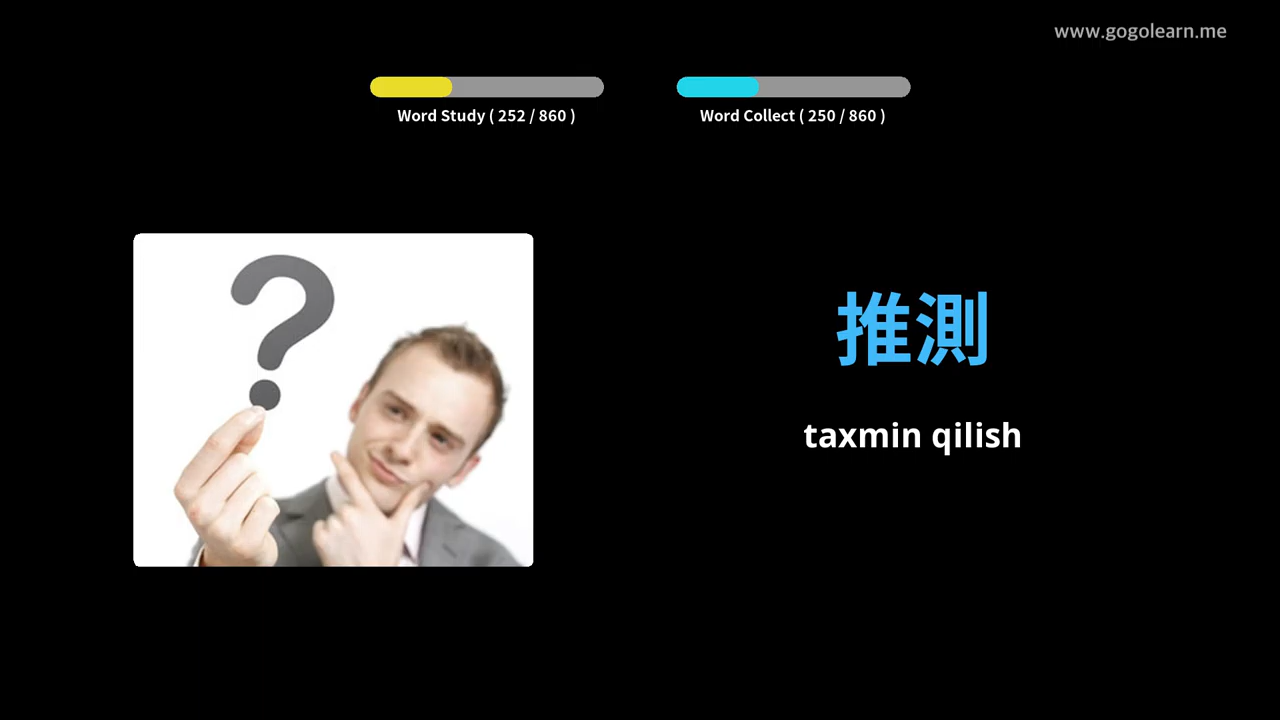 www.gogolearn.me
Word Study ( 252 / 860 )
Word Collect ( 250 / 860 )
?
推測
taxmin qilish